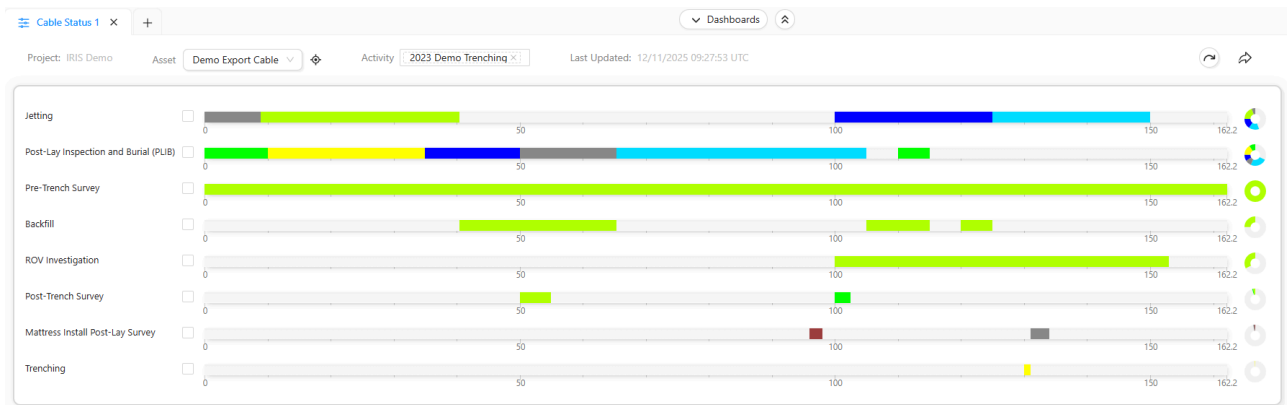 Cable Status 1 × +
Dashboards
Project: IRIS Demo Asset Demo Export Cable Activity 2023 Demo Trenching × Last Updated: 12/11/2025 09:27:53 UTC
Jetting
0 50 100 150 162.2
Post-Lay Inspection and Burial (PLIB)
0 50 100 150 162.2
Pre-Trench Survey
0 50 100 150 162.2
Backfill
0 50 100 150 162.2
ROV Investigation
0 50 100 150 162.2
Post-Trench Survey
0 50 100 150 162.2
Mattress Install Post-Lay Survey
0 50 100 150 162.2
Trenching
0 50 100 150 162.2